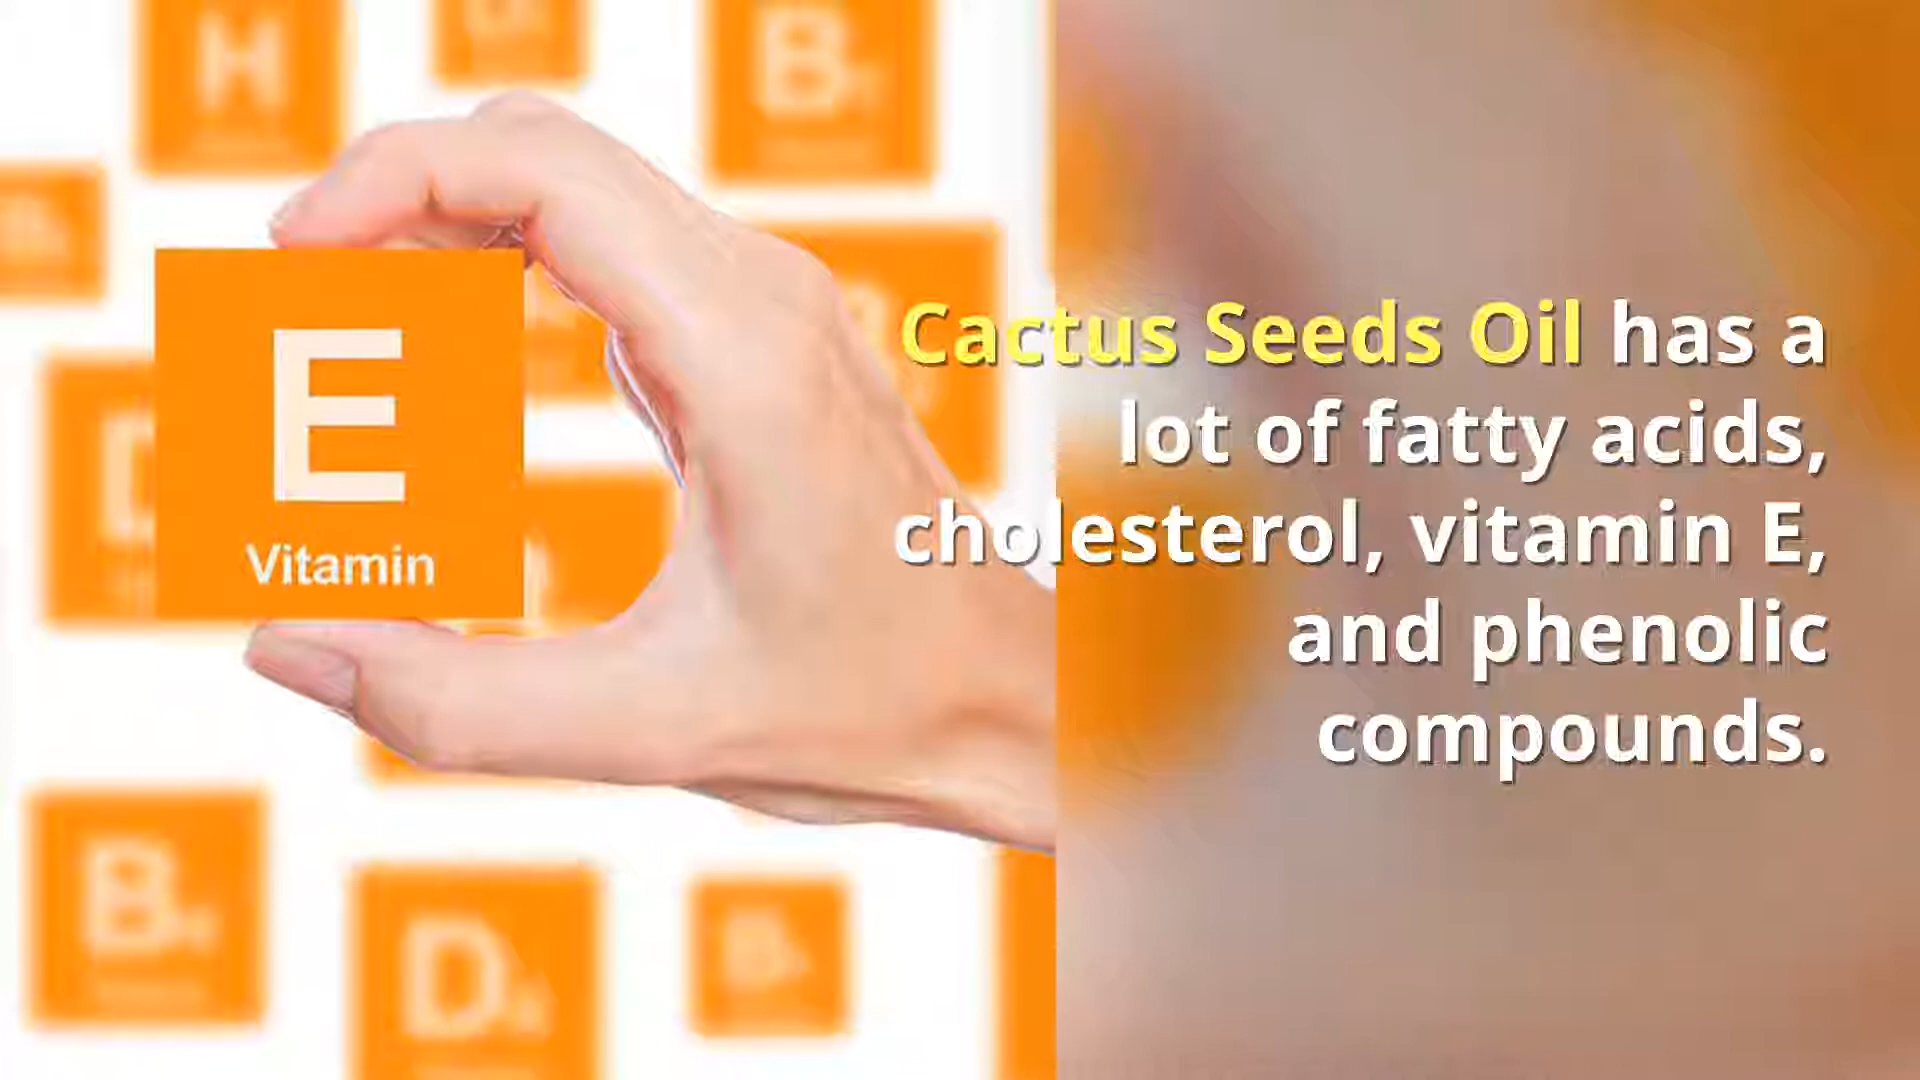 H
B
E
Vitamin
Cactus Seeds Oil has a
lot of fatty acids,
cholesterol, vitamin E,
and phenolic
compounds.
B
D
B